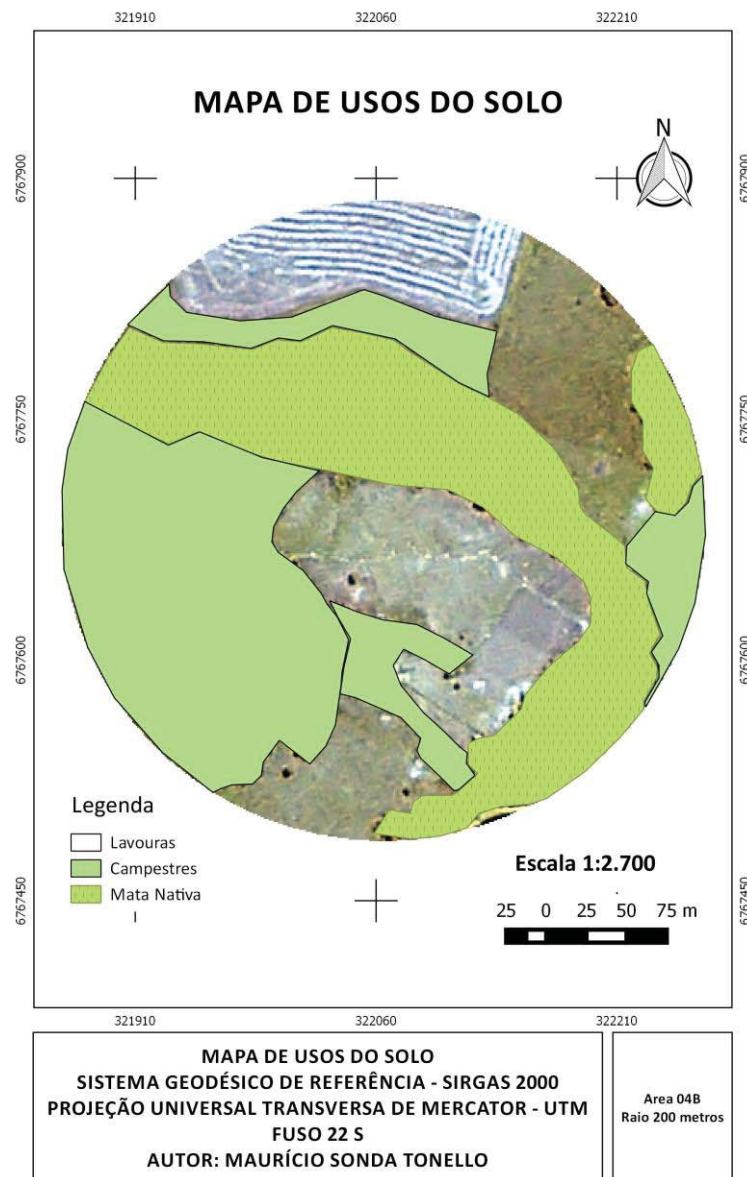 321910 322060 322210
MAPA DE USOS DO SOLO
N
6767900 6767900
6767750 6767750
6767600 6767600
Legenda
Lavouras
Campestres
Mata Nativa
Escala 1:2.700
25 0 25 50 75 m
6767450 6767450
321910 322060 322210
MAPA DE USOS DO SOLO
SISTEMA GEODÉSICO DE REFERÊNCIA - SIRGAS 2000
PROJEÇÃO UNIVERSAL TRANSVERSA DE MERCATOR - UTM
FUSO 22 S
AUTOR: MAURÍCIO SONDA TONELLO
Area 04B
Raio 200 metros